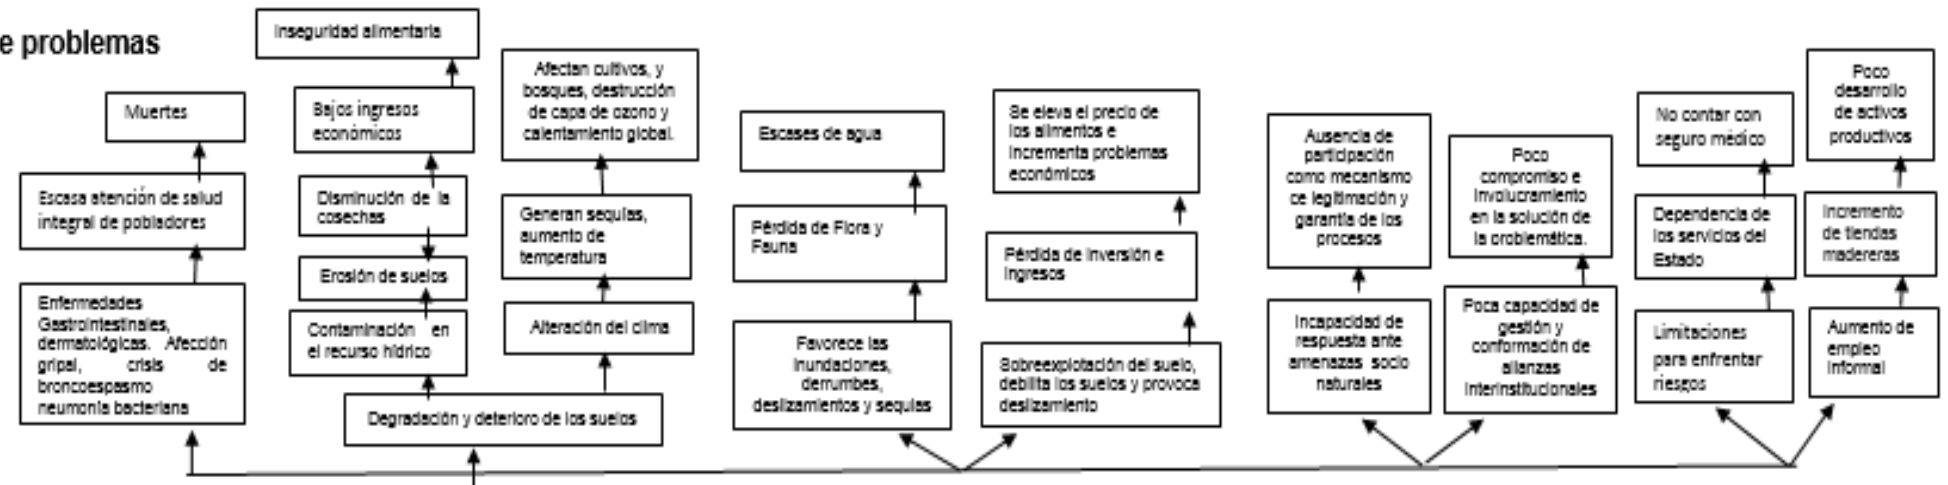 e problemas
Muertes
Escasa atención de salud
integral de pobladores
Enfermedades
Gastrointestinales,
dermatológicas. Afección
gripal, crisis de
broncoespasmo
neumonía bacteriana
Inseguridad alimentaria
Bajos ingresos
económicos
Disminución de la
cosechas
Erosión de suelos
Contaminación en
el recurso hídrico
Degradación y deterioro de los suelos
Afectan cultivos, y
bosques, destrucción
de capa de ozono y
calentamiento global.
Generan sequías,
aumento de
temperatura
Alteración del clima
Escases de agua
Pérdida de Flora y
Fauna
Favorece las
inundaciones,
derrumbes,
deslizamientos y sequías
Se eleva el precio de
los alimentos e
incrementa problemas
económicos
Pérdida de inversión e
ingresos
Sobreexplotación del suelo,
debilita los suelos y provoca
deslizamiento
Ausencia de
participación
como mecanismo
ce legitimación y
garantía de los
procesos
Incapacidad de
respuesta ante
amenazas socio
naturales
Poco
compromiso e
involucramiento
en la solución de
la oroblemática.
Poca capacidad de
gestión y
conformación de
alianzas
interinstitucionales
No contar con
seguro médico
Dependencia de
los servicios del
Estado
Limitaciones
para enfrentar
riesgos
Poco
desarrollo
de activos
productivos
Incremento
de tiendas
madereras
Aumento de
empleo
informal